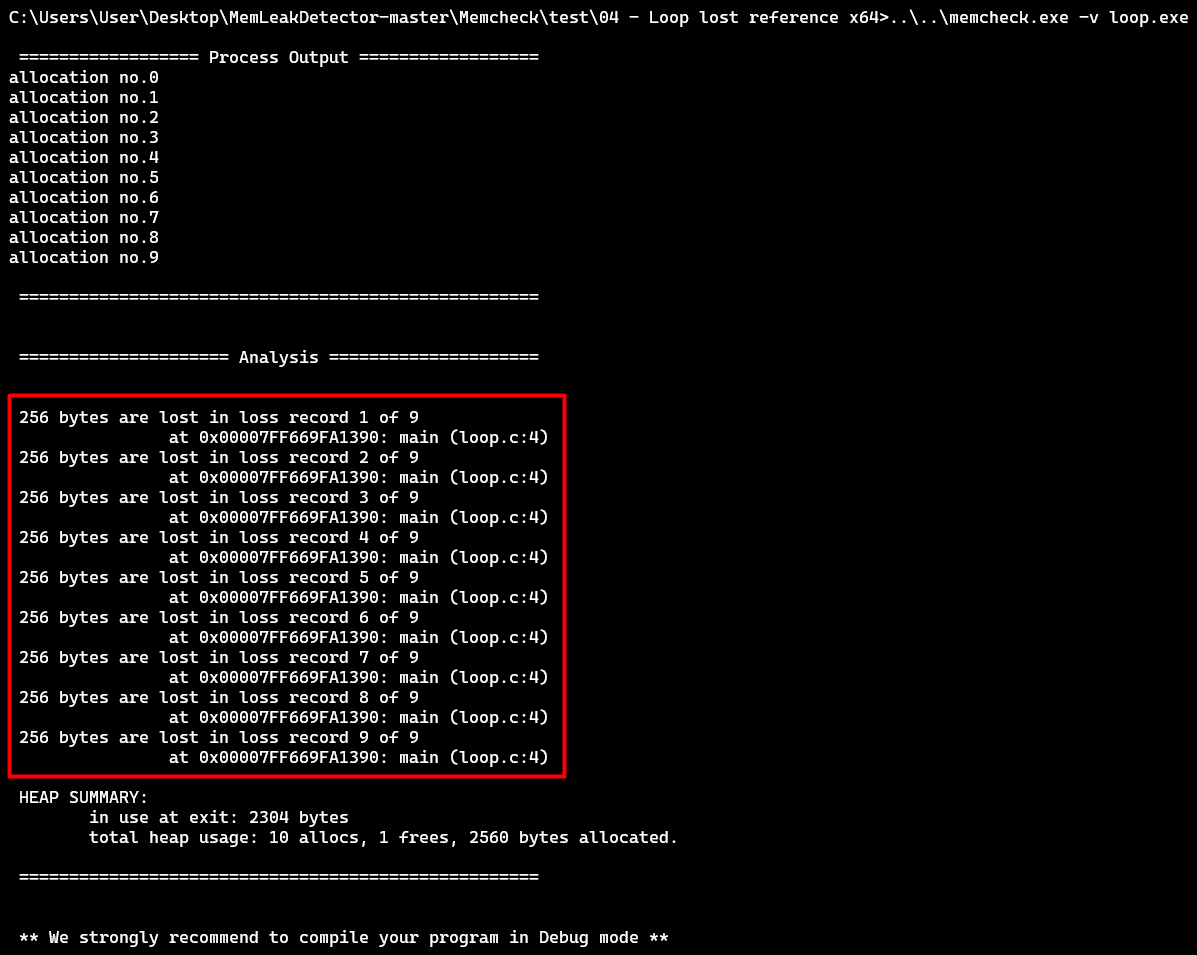 C:\Users\User\Desktop\MemLeakDetector-master\Memcheck\test\04 - Loop lost reference x64>..\..\memcheck.exe -v loop.exe
================== Process Output ==================
allocation no.0
allocation no.1
allocation no.2
allocation no.3
allocation no.4
allocation no.5
allocation no.6
allocation no.7
allocation no.8
allocation no.9
====================================================
===================== Analysis =====================
256 bytes are lost in loss record 1 of 9
at 0x00007FF669FA1390: main (loop.c:4)
256 bytes are lost in loss record 2 of 9
at 0x00007FF669FA1390: main (loop.c:4)
256 bytes are lost in loss record 3 of 9
at 0x00007FF669FA1390: main (loop.c:4)
256 bytes are lost in loss record 4 of 9
at 0x00007FF669FA1390: main (loop.c:4)
256 bytes are lost in loss record 5 of 9
at 0x00007FF669FA1390: main (loop.c:4)
256 bytes are lost in loss record 6 of 9
at 0x00007FF669FA1390: main (loop.c:4)
256 bytes are lost in loss record 7 of 9
at 0x00007FF669FA1390: main (loop.c:4)
256 bytes are lost in loss record 8 of 9
at 0x00007FF669FA1390: main (loop.c:4)
256 bytes are lost in loss record 9 of 9
at 0x00007FF669FA1390: main (loop.c:4)
HEAP SUMMARY:
in use at exit: 2304 bytes
total heap usage: 10 allocs, 1 frees, 2560 bytes allocated.
====================================================
** We strongly recommend to compile your program in Debug mode **